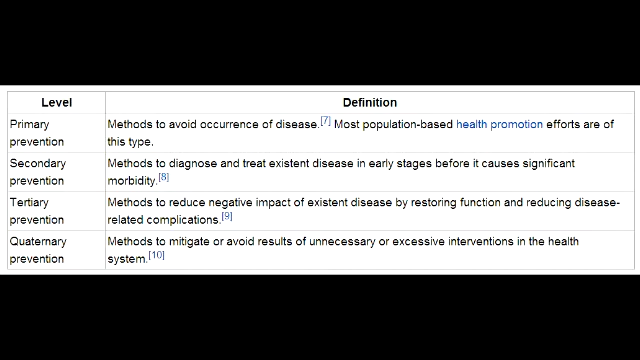 Level Definition
Primary Methods to avoid occurrence of disease.[7] Most population-based health promotion efforts are of
prevention this type.
Secondary Methods to diagnose and treat existent disease in early stages before it causes significant
prevention morbidity.[8]
Tertiary Methods to reduce negative impact of existent disease by restoring function and reducing disease-
prevention related complications.[9]
Quaternary Methods to mitigate or avoid results of unnecessary or excessive interventions in the health
prevention system.[10]